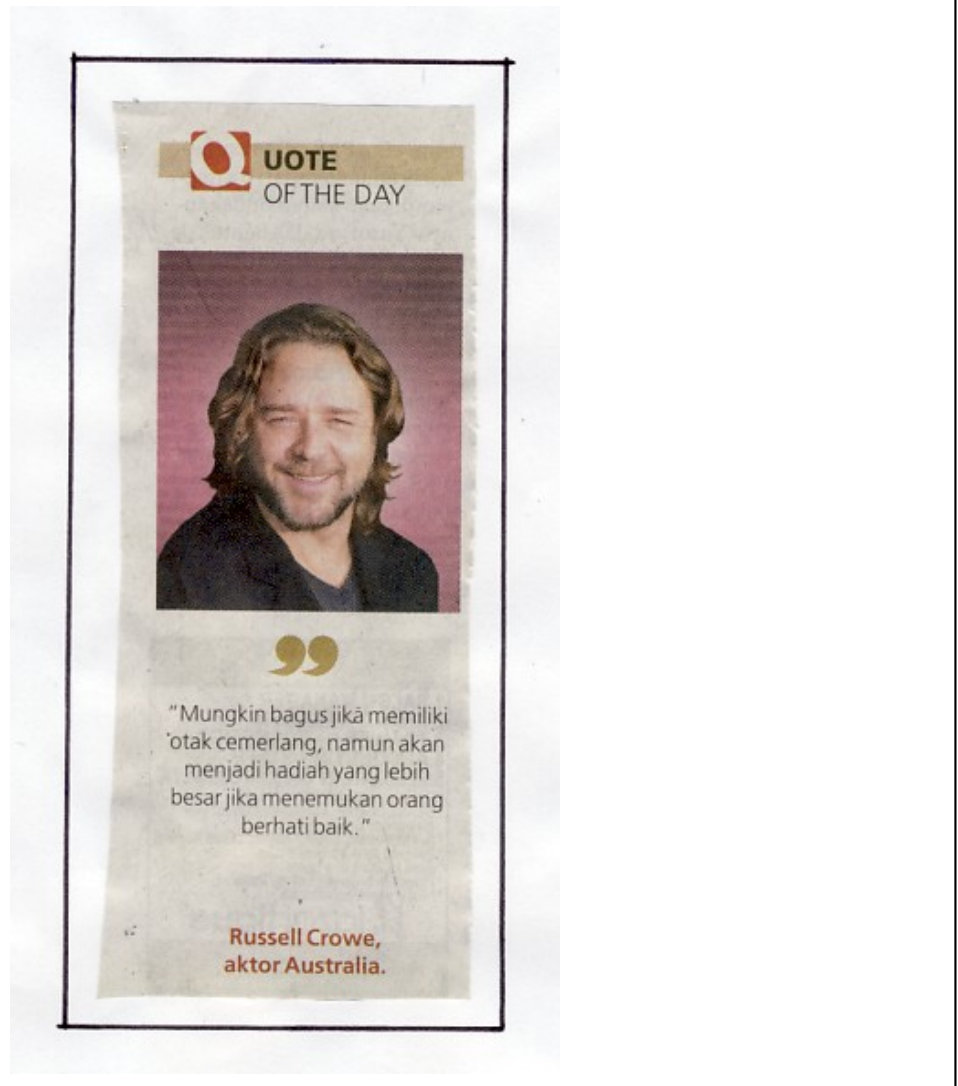 QUOTE
OF THE DAY
"Mungkin bagus jika memiliki
otak cemerlang, namun akan
menjadi hadiah yang lebih
besar jika menemukan orang
berhati baik."
Russell Crowe,
aktor Australia.